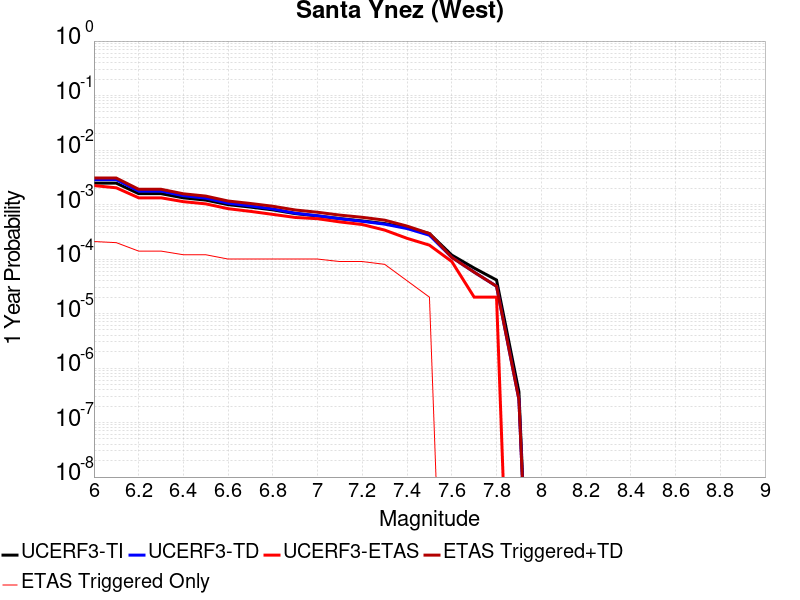 Santa Ynez (West)
1 Year Probability
10^0
10^-1
10^-2
10^-3
10^-4
10^-5
10^-6
10^-7
10^-8
6 6.2 6.4 6.6 6.8 7 7.2 7.4 7.6 7.8 8 8.2 8.4 8.6 8.8 9
Magnitude
UCERF3-TI UCERF3-TD UCERF3-ETAS ETAS Triggered+TD
ETAS Triggered Only